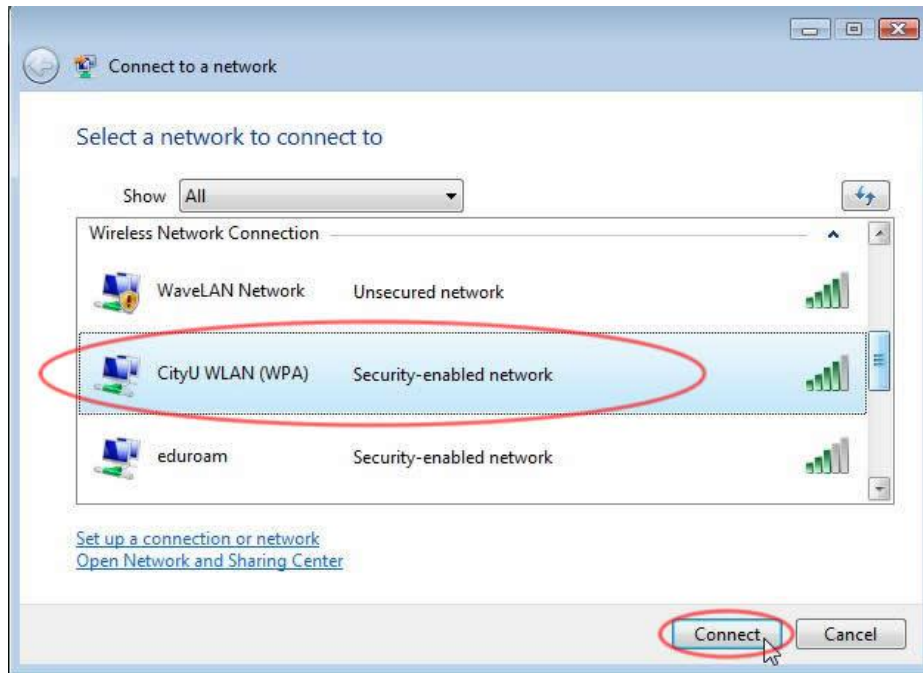 Connect to a network
Select a network to connect to
Show All
Wireless Network Connection
WaveLAN Network Unsecured network
CityU WLAN (WPA) Security-enabled network
eduroam Security-enabled network
Set up a connection or network
Open Network and Sharing Center
Connect Cancel